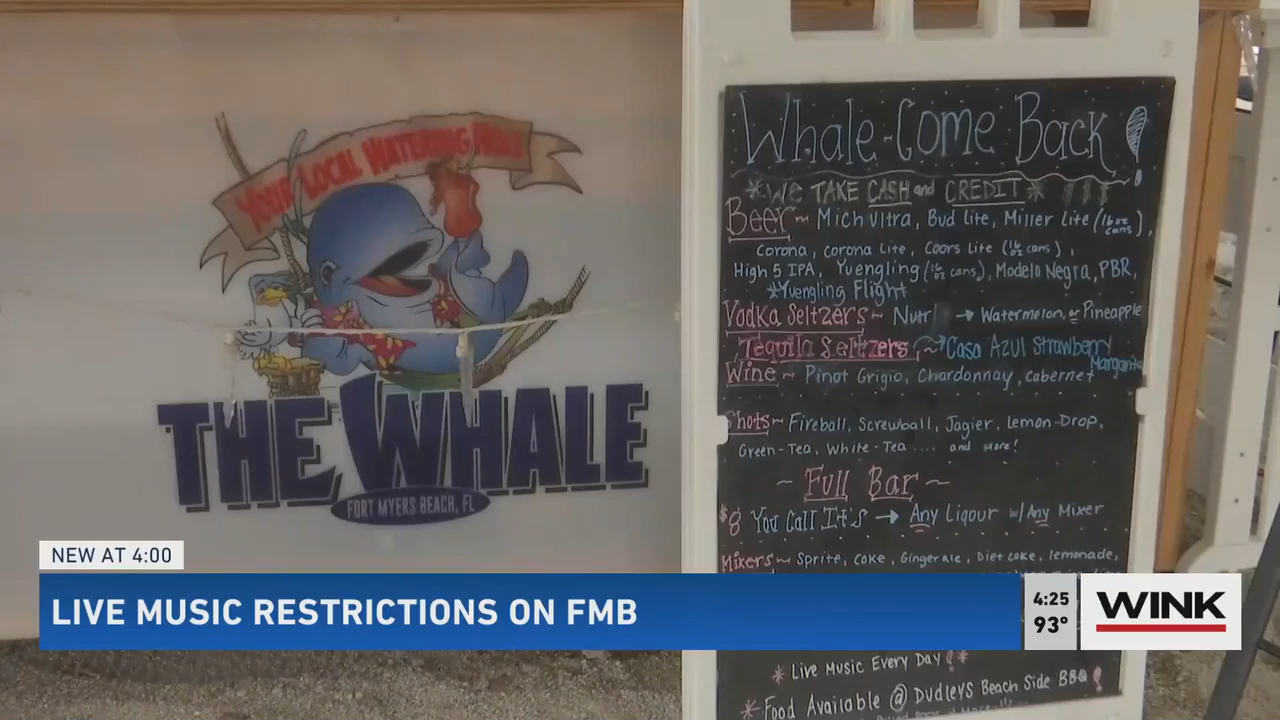 YOUR LOCAL WATERING HOLE
THE WHALE
FORT MYERS BEACH, FL
Whale-Come Back!
*WE TAKE CASH and CREDIT* $$$
Beer~ Mich Ultra, Bud lite, Miller Lite (16oz cans),
Corona, corona Lite, Coors Lite (16oz cans),
High 5 IPA, Yuengling (16oz cans), Modelo Negra, PBR,
*Yuengling Flight
Vodka Seltzers~ Nutr → Watermelon, or Pineapple
Tequila Seltzers ~→ Casa Azul Strawberry
Margarita
Wine ~ Pinot Grigio, Chardonnay, cabernet
Shots~ Fireball, Screwball, Jagier, Lemon-Drop,
Green-Tea, White-Tea .... and more!
~ Full Bar ~
$8 You Call It's → Any Liqour w/Any Mixer
Mixers~ Sprite, coke, Gingerale, Diet coke, lemonade,
NEW AT 4:00
LIVE MUSIC RESTRICTIONS ON FMB
4:25
93°
WINK
* Live Music Every Day! *
* Food Available @ Dudleys Beach Side BBQ!